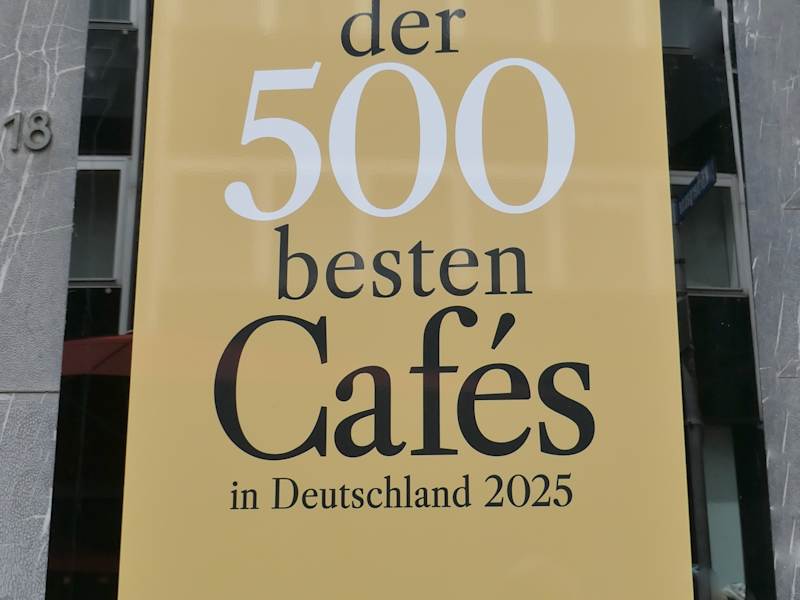 der
500
besten
Cafés
in Deutschland 2025
18